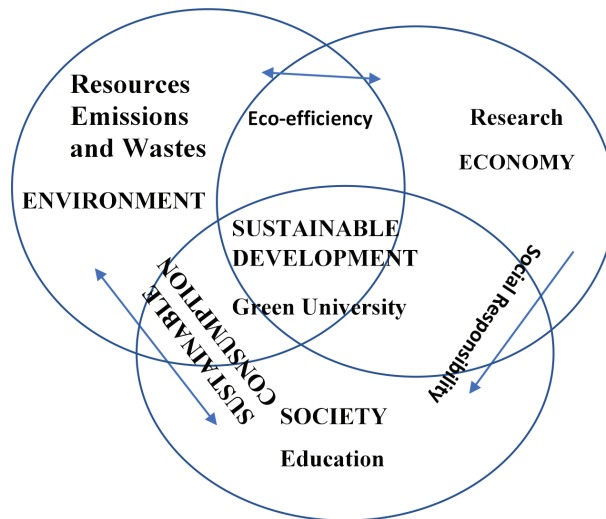 Resources
Emissions
and Wastes
ENVIRONMENT
Eco-efficiency
Research
ECONOMY
SUSTAINABLE
DEVELOPMENT
Green University
SUSTAINABLE
CONSUMPTION
Social Responsibility
SOCIETY
Education